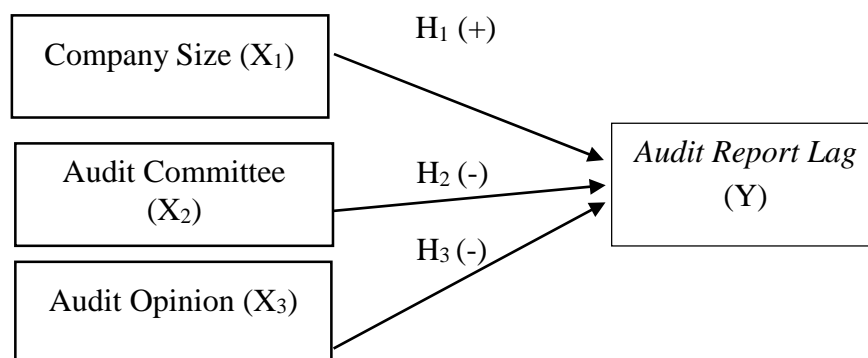 H₁ (+)
Company Size (X₁)
Audit Report Lag
(Y)
Audit Committee
(X₂)
H₂ (-)
H₃ (-)
Audit Opinion (X₃)